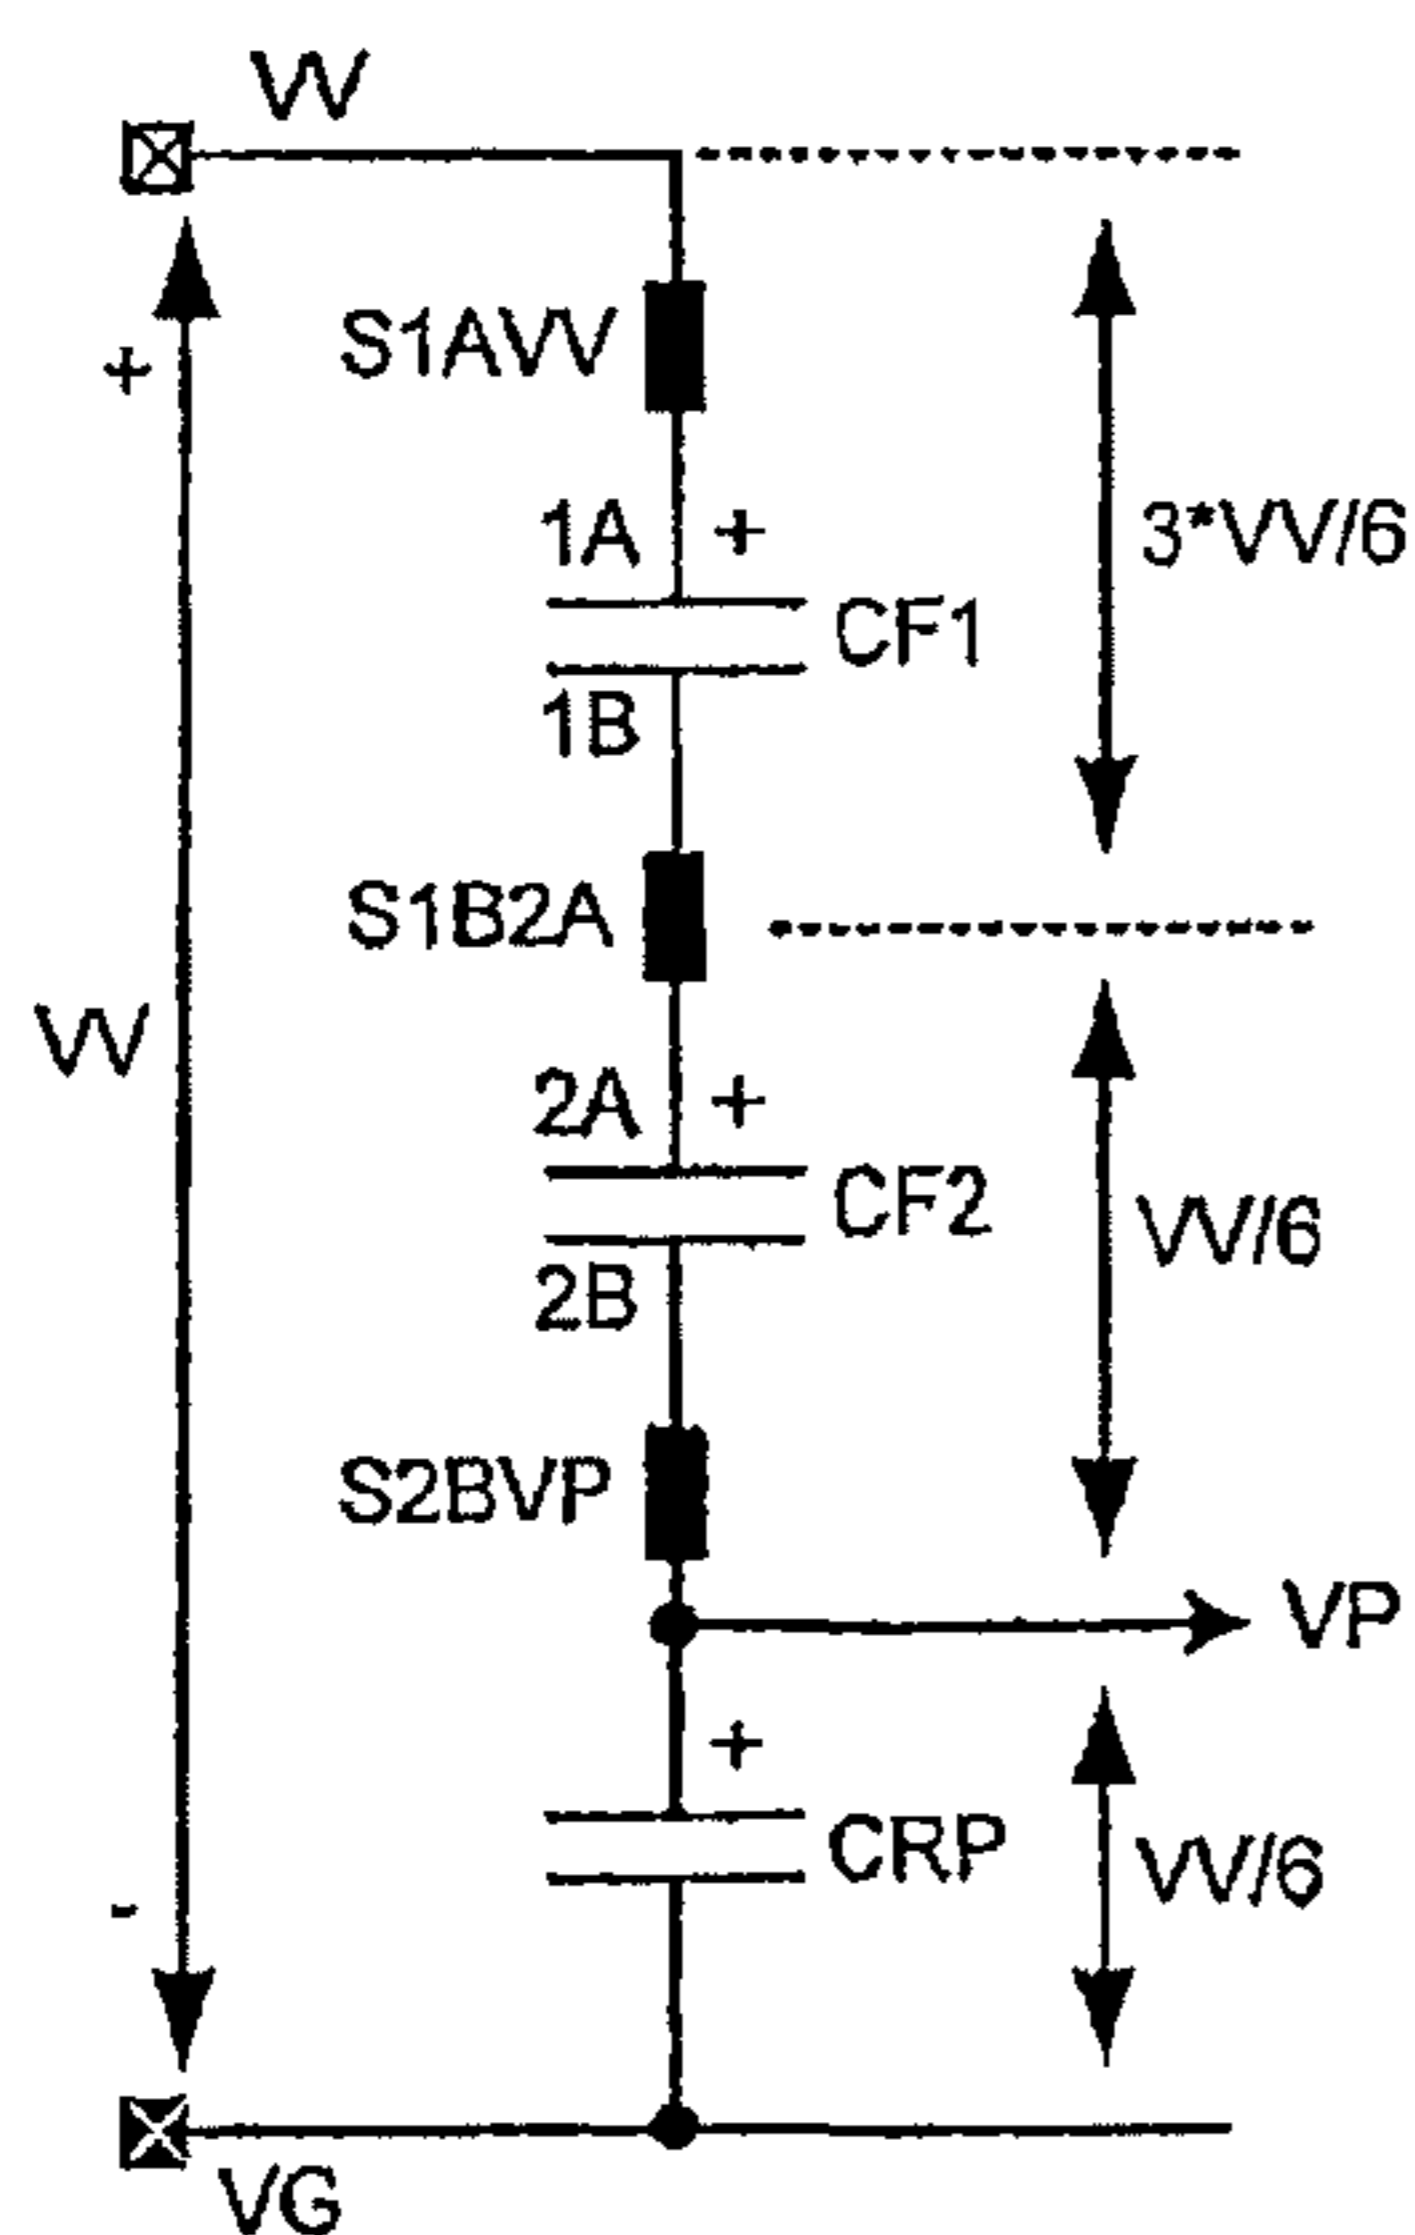 VV
S1AVV
+
1A +
3*VV/6
CF1
1B
S1B2A
VV
2A +
CF2
VV/6
2B
S2BVP
VP
+
CRP
VV/6
-
VG